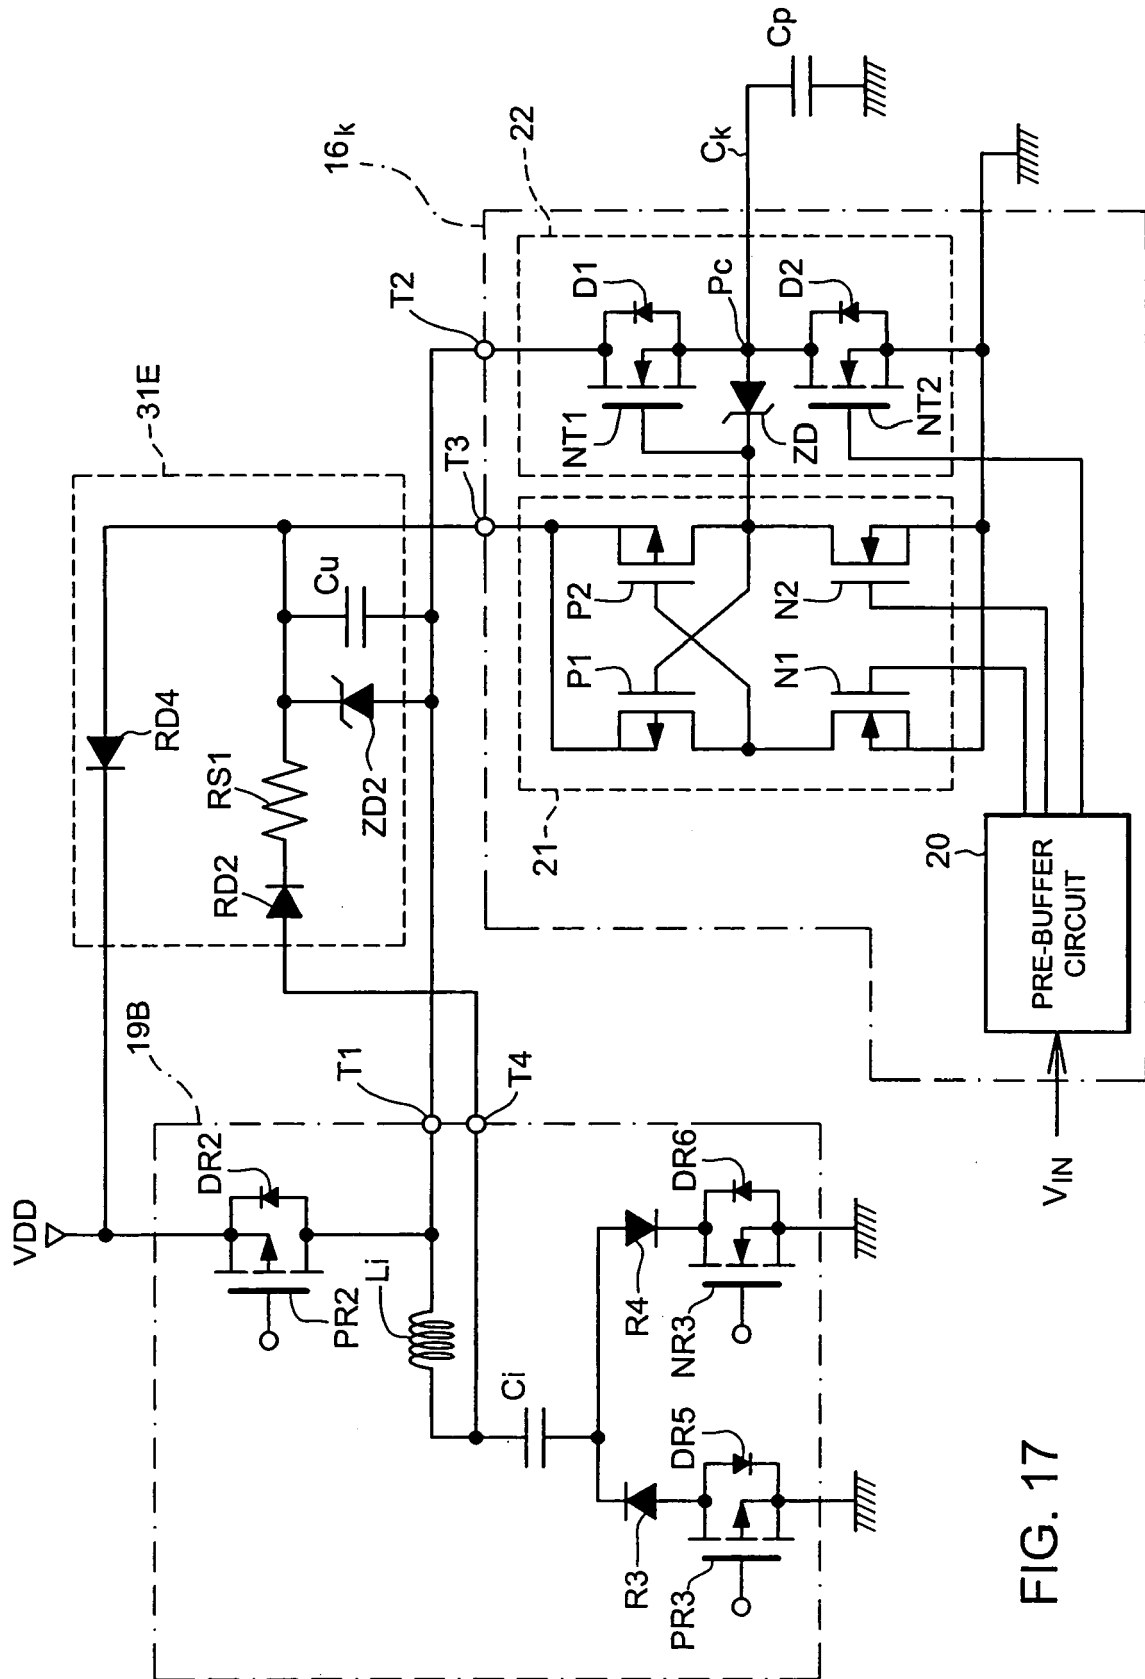 VDD
19B
DR2
PR2
Li
Ci
T1
T4
R3
PR3
DR5
R4
NR3
DR6
31E
RD4
RD2
RS1
ZD2
Cu
T3
T2
16k
21
P1
P2
N1
N2
22
NT1
D1
Pc
ZD
D2
NT2
Ck
Cp
20
PRE-BUFFER
CIRCUIT
VIN
FIG. 17